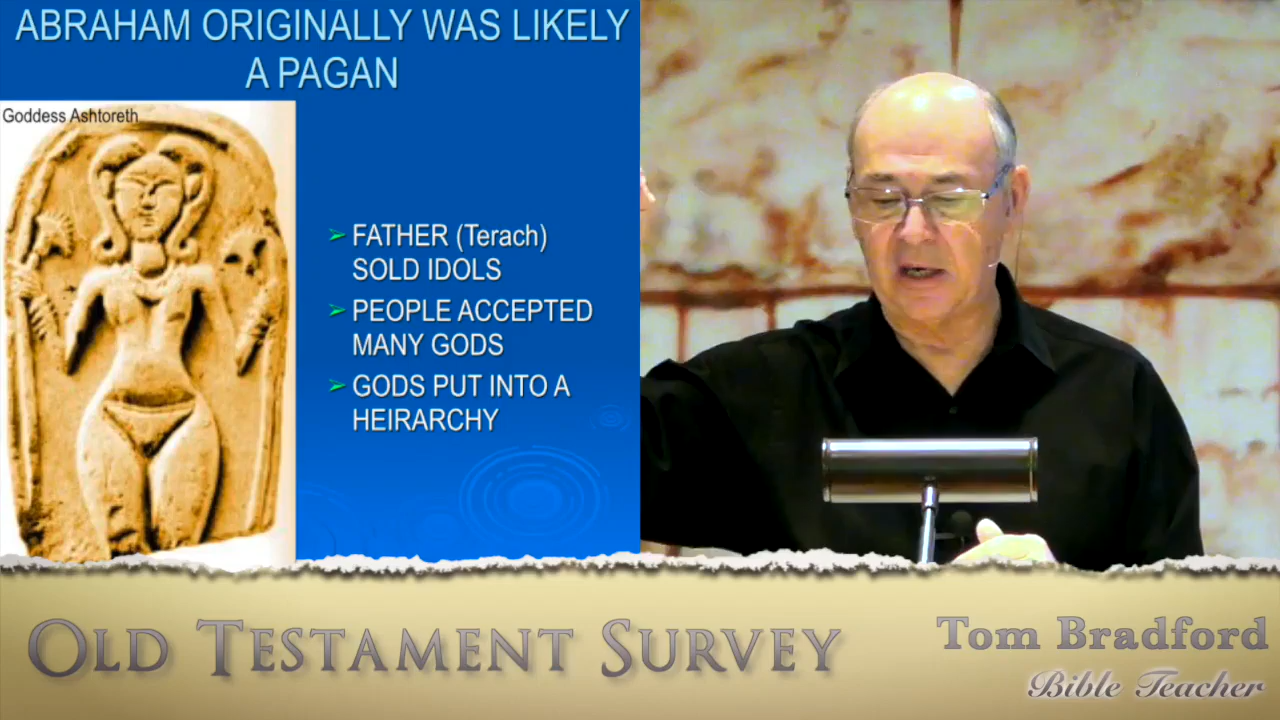 ABRAHAM ORIGINALLY WAS LIKELY
A PAGAN
Goddess Ashtoreth
➢ FATHER (Terach)
SOLD IDOLS
➢ PEOPLE ACCEPTED
MANY GODS
➢ GODS PUT INTO A
HEIRARCHY
OLD TESTAMENT SURVEY
Tom Bradford
Bible Teacher